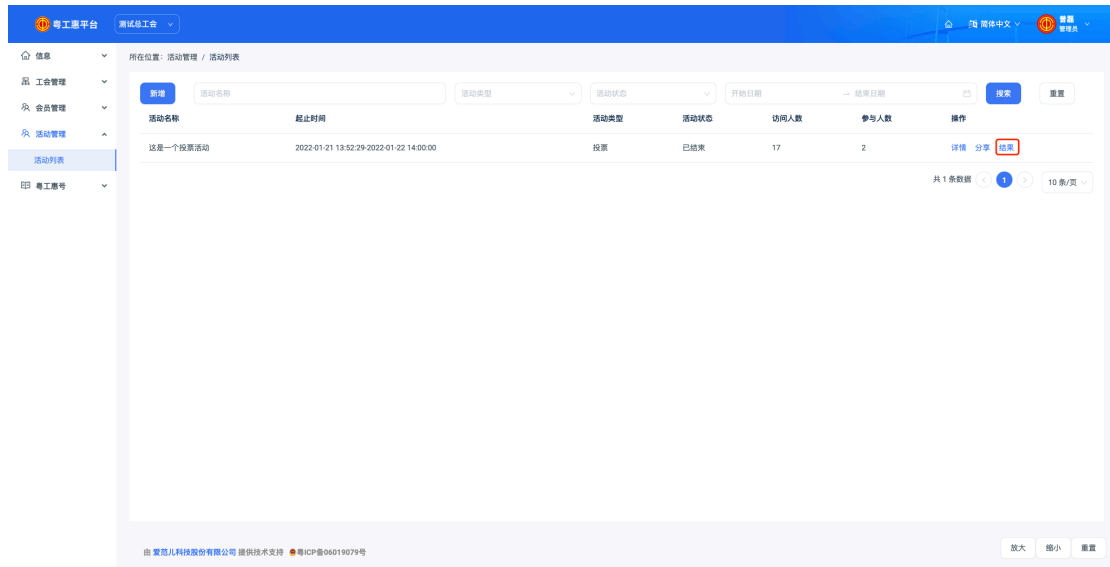 粤工惠平台
测试总工会
简体中文
曾磊
管理员
信息
工会管理
会员管理
活动管理
活动列表
粤工惠号
所在位置：活动管理 / 活动列表
新增 活动名称 活动类型 活动状态 开始日期 → 结束日期 搜索 重置
活动名称 起止时间 活动类型 活动状态 访问人数 参与人数 操作
这是一个投票活动 2022-01-21 13:52:29-2022-01-22 14:00:00 投票 已结束 17 2 详情 分享 结果
共 1 条数据 < 1 > 10 条/页
由 爱范儿科技股份有限公司 提供技术支持 粤ICP备06019079号
放大 缩小 重置